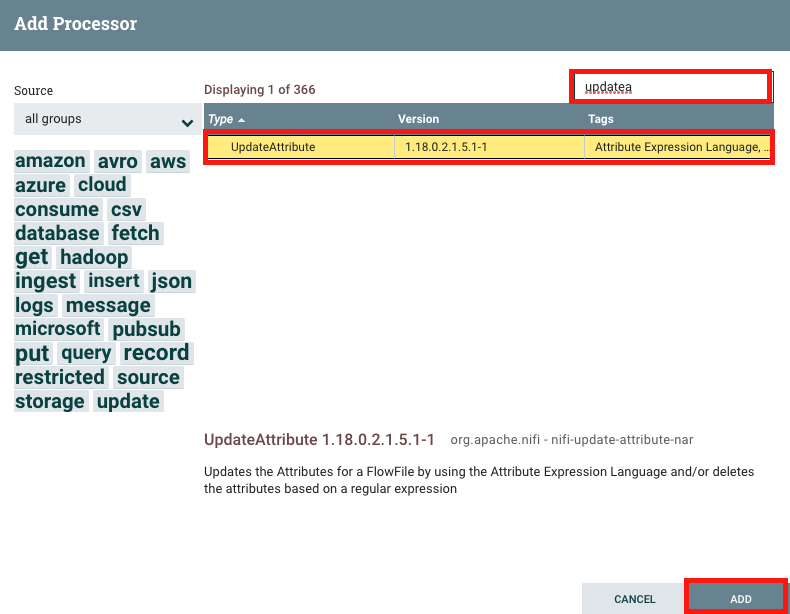 Add Processor
Source
Displaying 1 of 366
updatea
all groups
Type Version Tags
UpdateAttribute 1.18.0.2.1.5.1-1 Attribute Expression Language, ...
amazon avro aws
azure cloud
consume csv
database fetch
get hadoop
ingest insert json
logs message
microsoft pubsub
put query record
restricted source
storage update
UpdateAttribute 1.18.0.2.1.5.1-1 org.apache.nifi - nifi-update-attribute-nar
Updates the Attributes for a FlowFile by using the Attribute Expression Language and/or deletes
the attributes based on a regular expression
CANCEL ADD